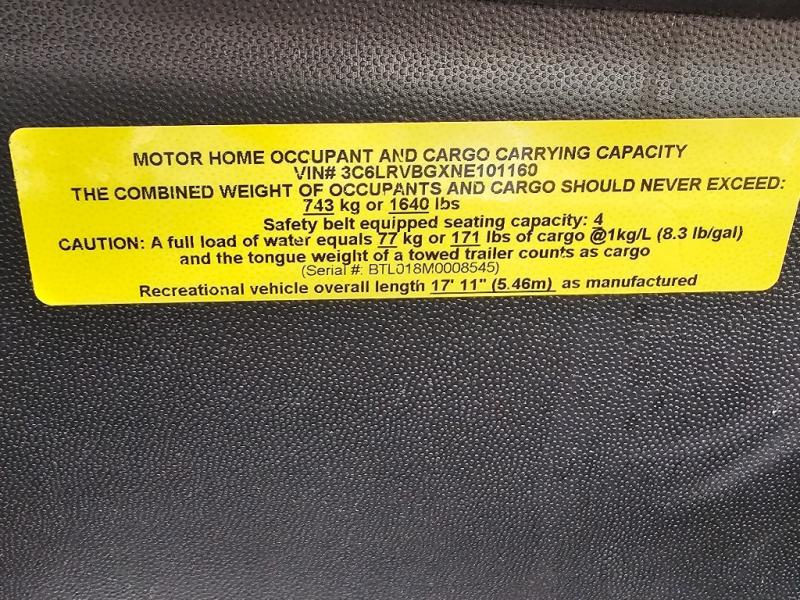 MOTOR HOME OCCUPANT AND CARGO CARRYING CAPACITY
VIN# 3C6LRVBGXNE101160
THE COMBINED WEIGHT OF OCCUPANTS AND CARGO SHOULD NEVER EXCEED:
743 kg or 1640 lbs
Safety belt equipped seating capacity: 4
CAUTION: A full load of water equals 77 kg or 171 lbs of cargo @1kg/L (8.3 lb/gal)
and the tongue weight of a towed trailer counts as cargo
(Serial #: BTL018M0008545)
Recreational vehicle overall length 17' 11" (5.46m) as manufactured